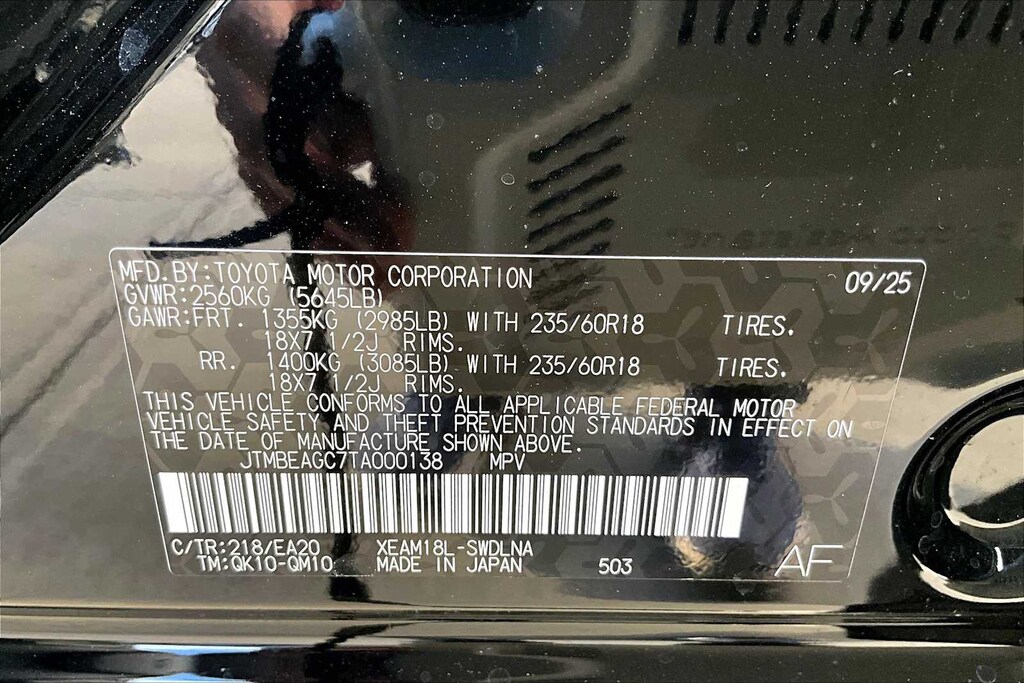 MFD.BY:TOYOTA MOTOR CORPORATION 09/25
GVWR:2560KG (5645LB)
GAWR:FRT. 1355KG (2985LB) WITH 235/60R18 TIRES.
18X7 1/2J RIMS.
RR. 1400KG (3085LB) WITH 235/60R18 TIRES.
18X7 1/2J RIMS.
THIS VEHICLE CONFORMS TO ALL APPLICABLE FEDERAL MOTOR
VEHICLE SAFETY AND THEFT PREVENTION STANDARDS IN EFFECT ON
THE DATE OF MANUFACTURE SHOWN ABOVE.
JTMBEAGC7TA000138 MPV
C/TR:218/EA20 XEAM18L-SWDLNA
TM:QK10-QM10 MADE IN JAPAN 503 AF